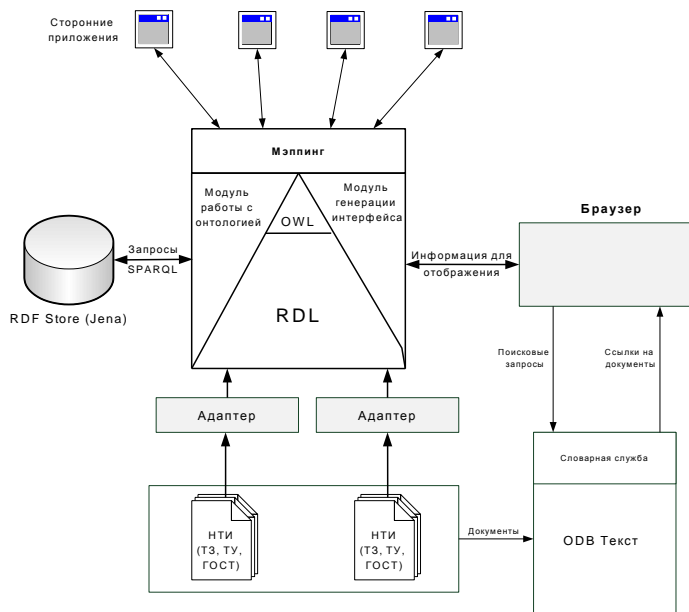 Сторонние
приложения
Мэппинг
Модуль
работы с
онтологией
Модуль
генерации
интерфейса
OWL
RDL
Браузер
Запросы
SPARQL
RDF Store (Jena)
Информация для
отображения
Поисковые
запросы
Ссылки на
документы
Адаптер
Адаптер
Словарная служба
НТИ
(ТЗ, ТУ,
ГОСТ)
НТИ
(ТЗ, ТУ,
ГОСТ)
Документы
ODB Текст